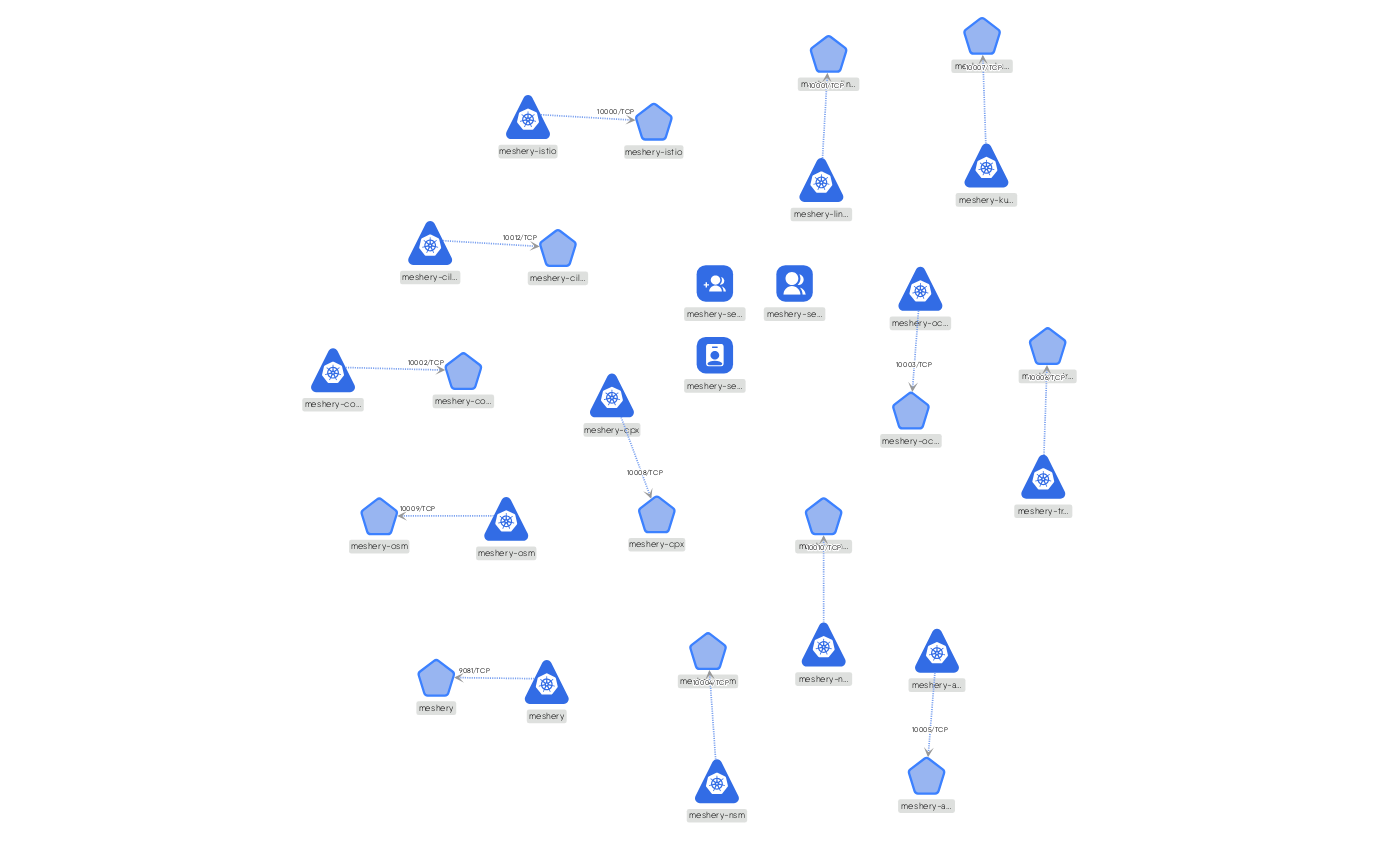 10007/TCP
10001/TCP
meshery-istio
10000/TCP
meshery-istio
meshery-lin...
meshery-ku...
meshery-cil...
10012/TCP
meshery-cil...
meshery-se...
meshery-se...
meshery-oc...
meshery-se...
10003/TCP
meshery-oc...
10006/TCP
meshery-tr...
meshery-co...
10002/TCP
meshery-co...
meshery-cpx
10008/TCP
meshery-cpx
10009/TCP
meshery-osm
meshery-osm
10010/TCP
meshery-n...
9081/TCP
meshery
meshery
10004/TCP
meshery-nsm
meshery-a...
10005/TCP
meshery-a...